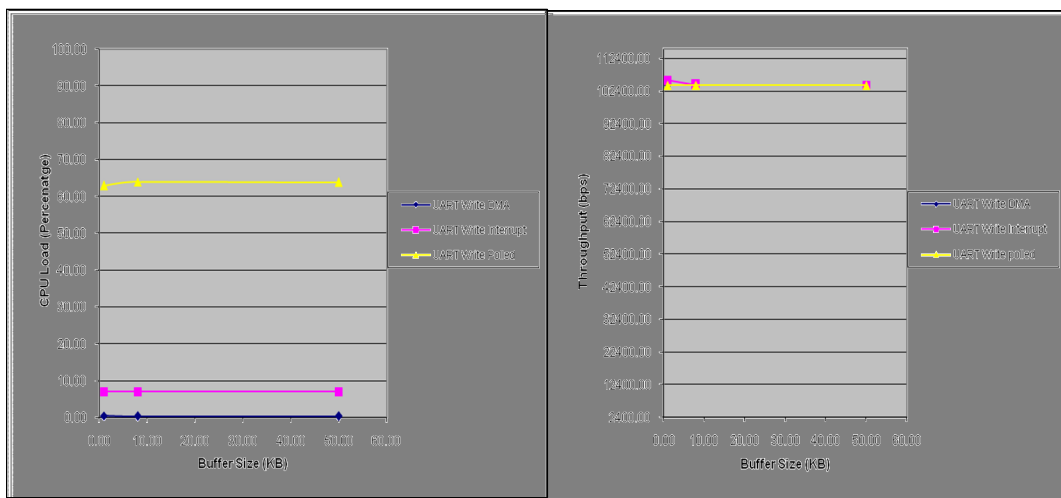 100.00
90.00
80.00
70.00
60.00
50.00
40.00
30.00
20.00
10.00
0.00
0.00 10.00 20.00 30.00 40.00 50.00 60.00
CPU Load (Percenatge)
Buffer Size (KB)
UART Write DMA
UART Write Interrupt
UART Write Polled
112400.00
102400.00
92400.00
82400.00
72400.00
62400.00
52400.00
42400.00
32400.00
22400.00
12400.00
2400.00
0.00 10.00 20.00 30.00 40.00 50.00 60.00
Throughput (bps)
Buffer Size (KB)
UART Write DMA
UART Write Interrupt
UART Write polled